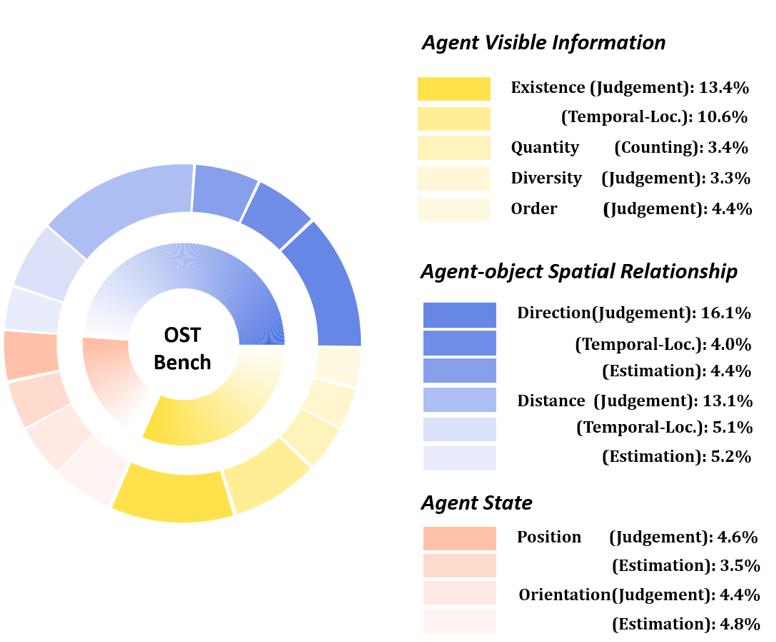 Agent Visible Information
Existence (Judgement): 13.4%
(Temporal-Loc.): 10.6%
Quantity (Counting): 3.4%
Diversity (Judgement): 3.3%
Order (Judgement): 4.4%
OST
Bench
Agent-object Spatial Relationship
Direction(Judgement): 16.1%
(Temporal-Loc.): 4.0%
(Estimation): 4.4%
Distance (Judgement): 13.1%
(Temporal-Loc.): 5.1%
(Estimation): 5.2%
Agent State
Position (Judgement): 4.6%
(Estimation): 3.5%
Orientation(Judgement): 4.4%
(Estimation): 4.8%